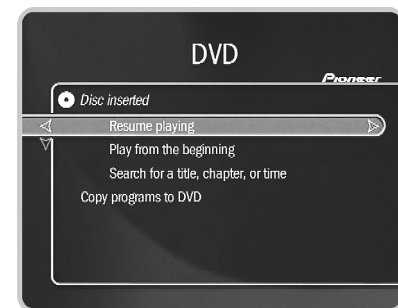 DVD
Pioneer
Disc inserted
Resume playing
Play from the beginning
Search for a title, chapter, or time
Copy programs to DVD